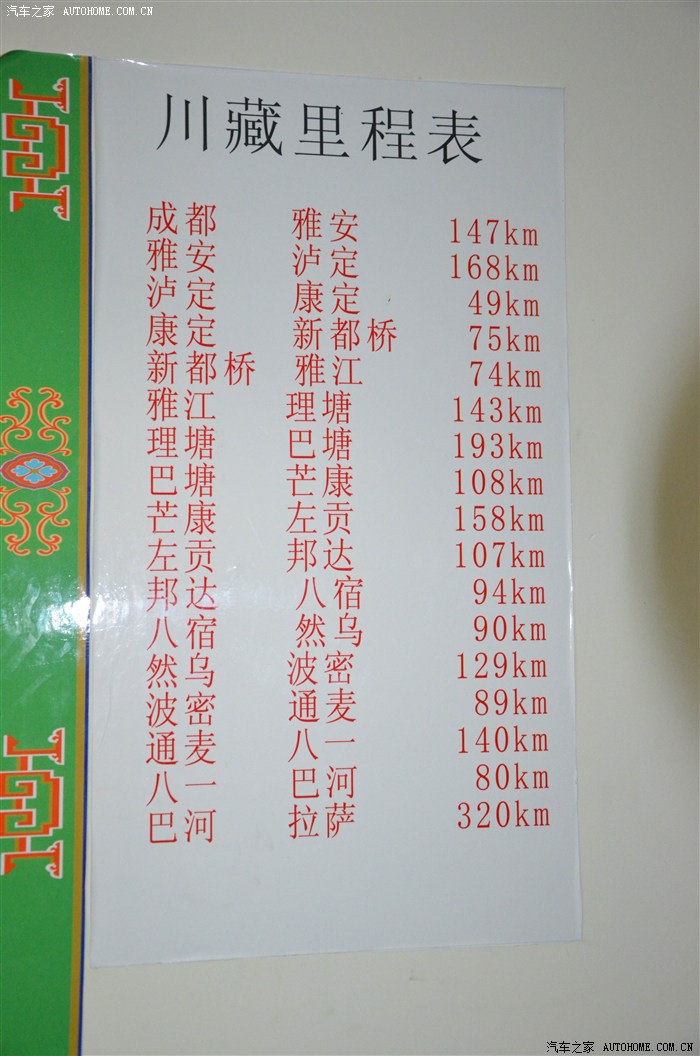 汽车之家 AUTOHOME.COM.CN
川藏里程表
成都 雅安 147km
雅安 泸定 168km
泸定 康定 49km
康定 新都桥 75km
新都桥 雅江 74km
雅江 理塘 143km
理塘 巴塘 193km
巴塘 芒康 108km
芒康 左贡 158km
左贡 邦达 107km
邦达 八宿 94km
八宿 然乌 90km
然乌 波密 129km
波密 通麦 89km
通麦 八一 140km
八一 巴河 80km
巴河 拉萨 320km
汽车之家 AUTOHOME.COM.CN